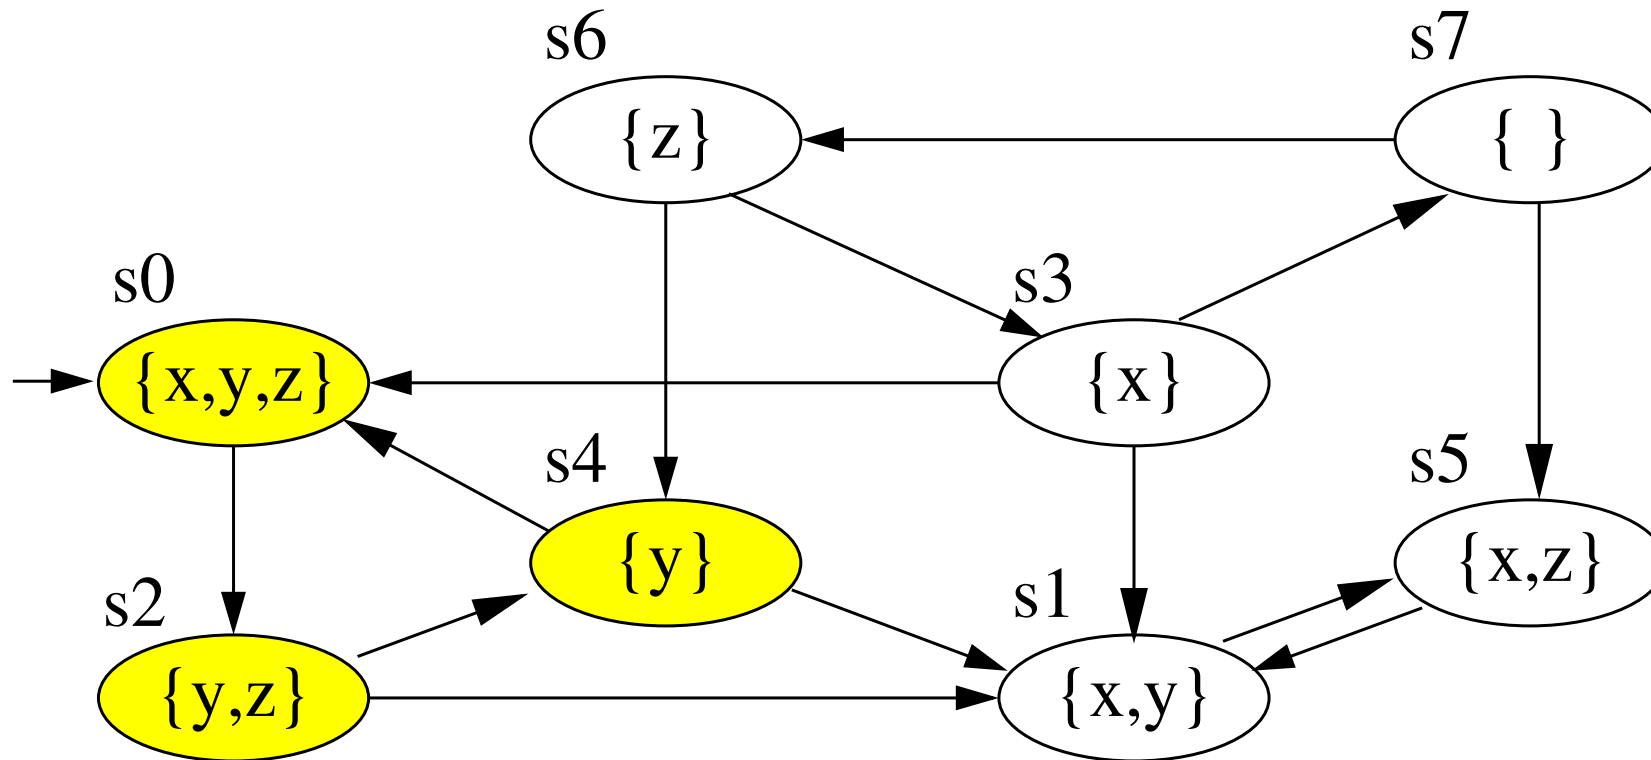 s6
s7
{z}
{ }
s0
s3
{x,y,z}
{x}
s4
s5
{y}
{x,z}
s2
s1
{y,z}
{x,y}